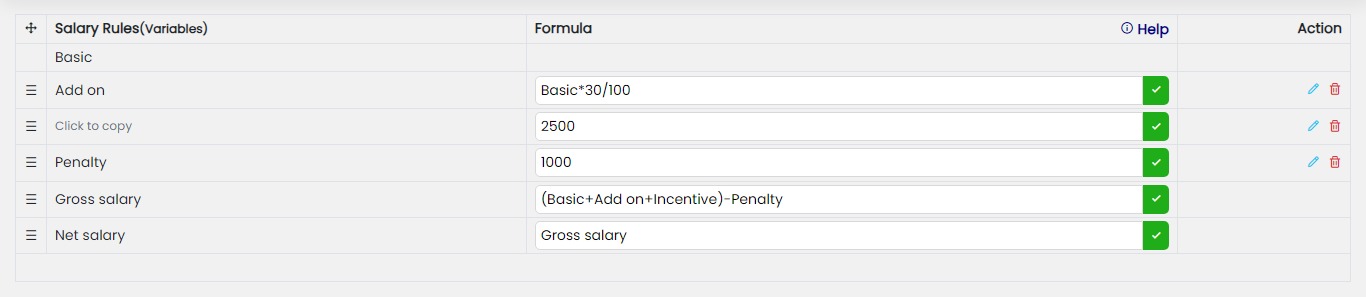 Salary Rules(Variables) Formula Help Action
Basic
Add on Basic*30/100
Click to copy 2500
Penalty 1000
Gross salary (Basic+Add on+Incentive)-Penalty
Net salary Gross salary